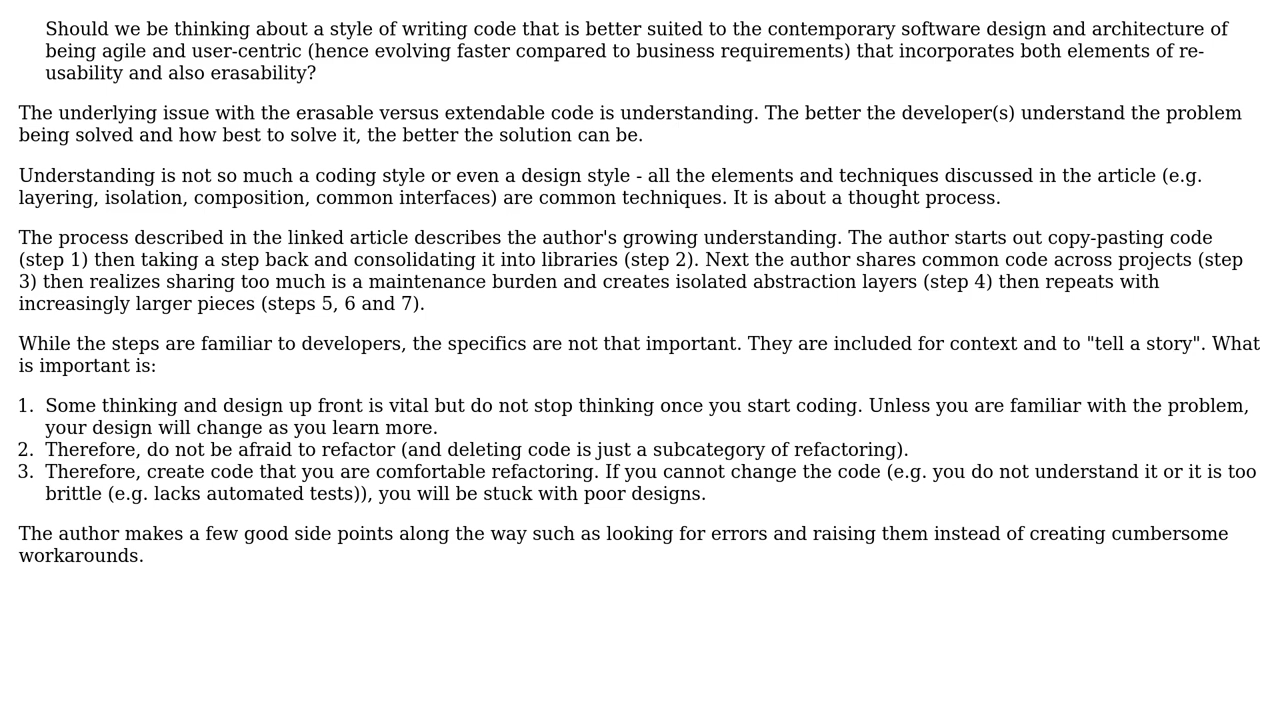 Should we be thinking about a style of writing code that is better suited to the contemporary software design and architecture of
being agile and user-centric (hence evolving faster compared to business requirements) that incorporates both elements of re-
usability and also erasability?
The underlying issue with the erasable versus extendable code is understanding. The better the developer(s) understand the problem
being solved and how best to solve it, the better the solution can be.
Understanding is not so much a coding style or even a design style - all the elements and techniques discussed in the article (e.g.
layering, isolation, composition, common interfaces) are common techniques. It is about a thought process.
The process described in the linked article describes the author's growing understanding. The author starts out copy-pasting code
(step 1) then taking a step back and consolidating it into libraries (step 2). Next the author shares common code across projects (step
3) then realizes sharing too much is a maintenance burden and creates isolated abstraction layers (step 4) then repeats with
increasingly larger pieces (steps 5, 6 and 7).
While the steps are familiar to developers, the specifics are not that important. They are included for context and to "tell a story". What
is important is:
1. Some thinking and design up front is vital but do not stop thinking once you start coding. Unless you are familiar with the problem,
your design will change as you learn more.
2. Therefore, do not be afraid to refactor (and deleting code is just a subcategory of refactoring).
3. Therefore, create code that you are comfortable refactoring. If you cannot change the code (e.g. you do not understand it or it is too
brittle (e.g. lacks automated tests)), you will be stuck with poor designs.
The author makes a few good side points along the way such as looking for errors and raising them instead of creating cumbersome
workarounds.